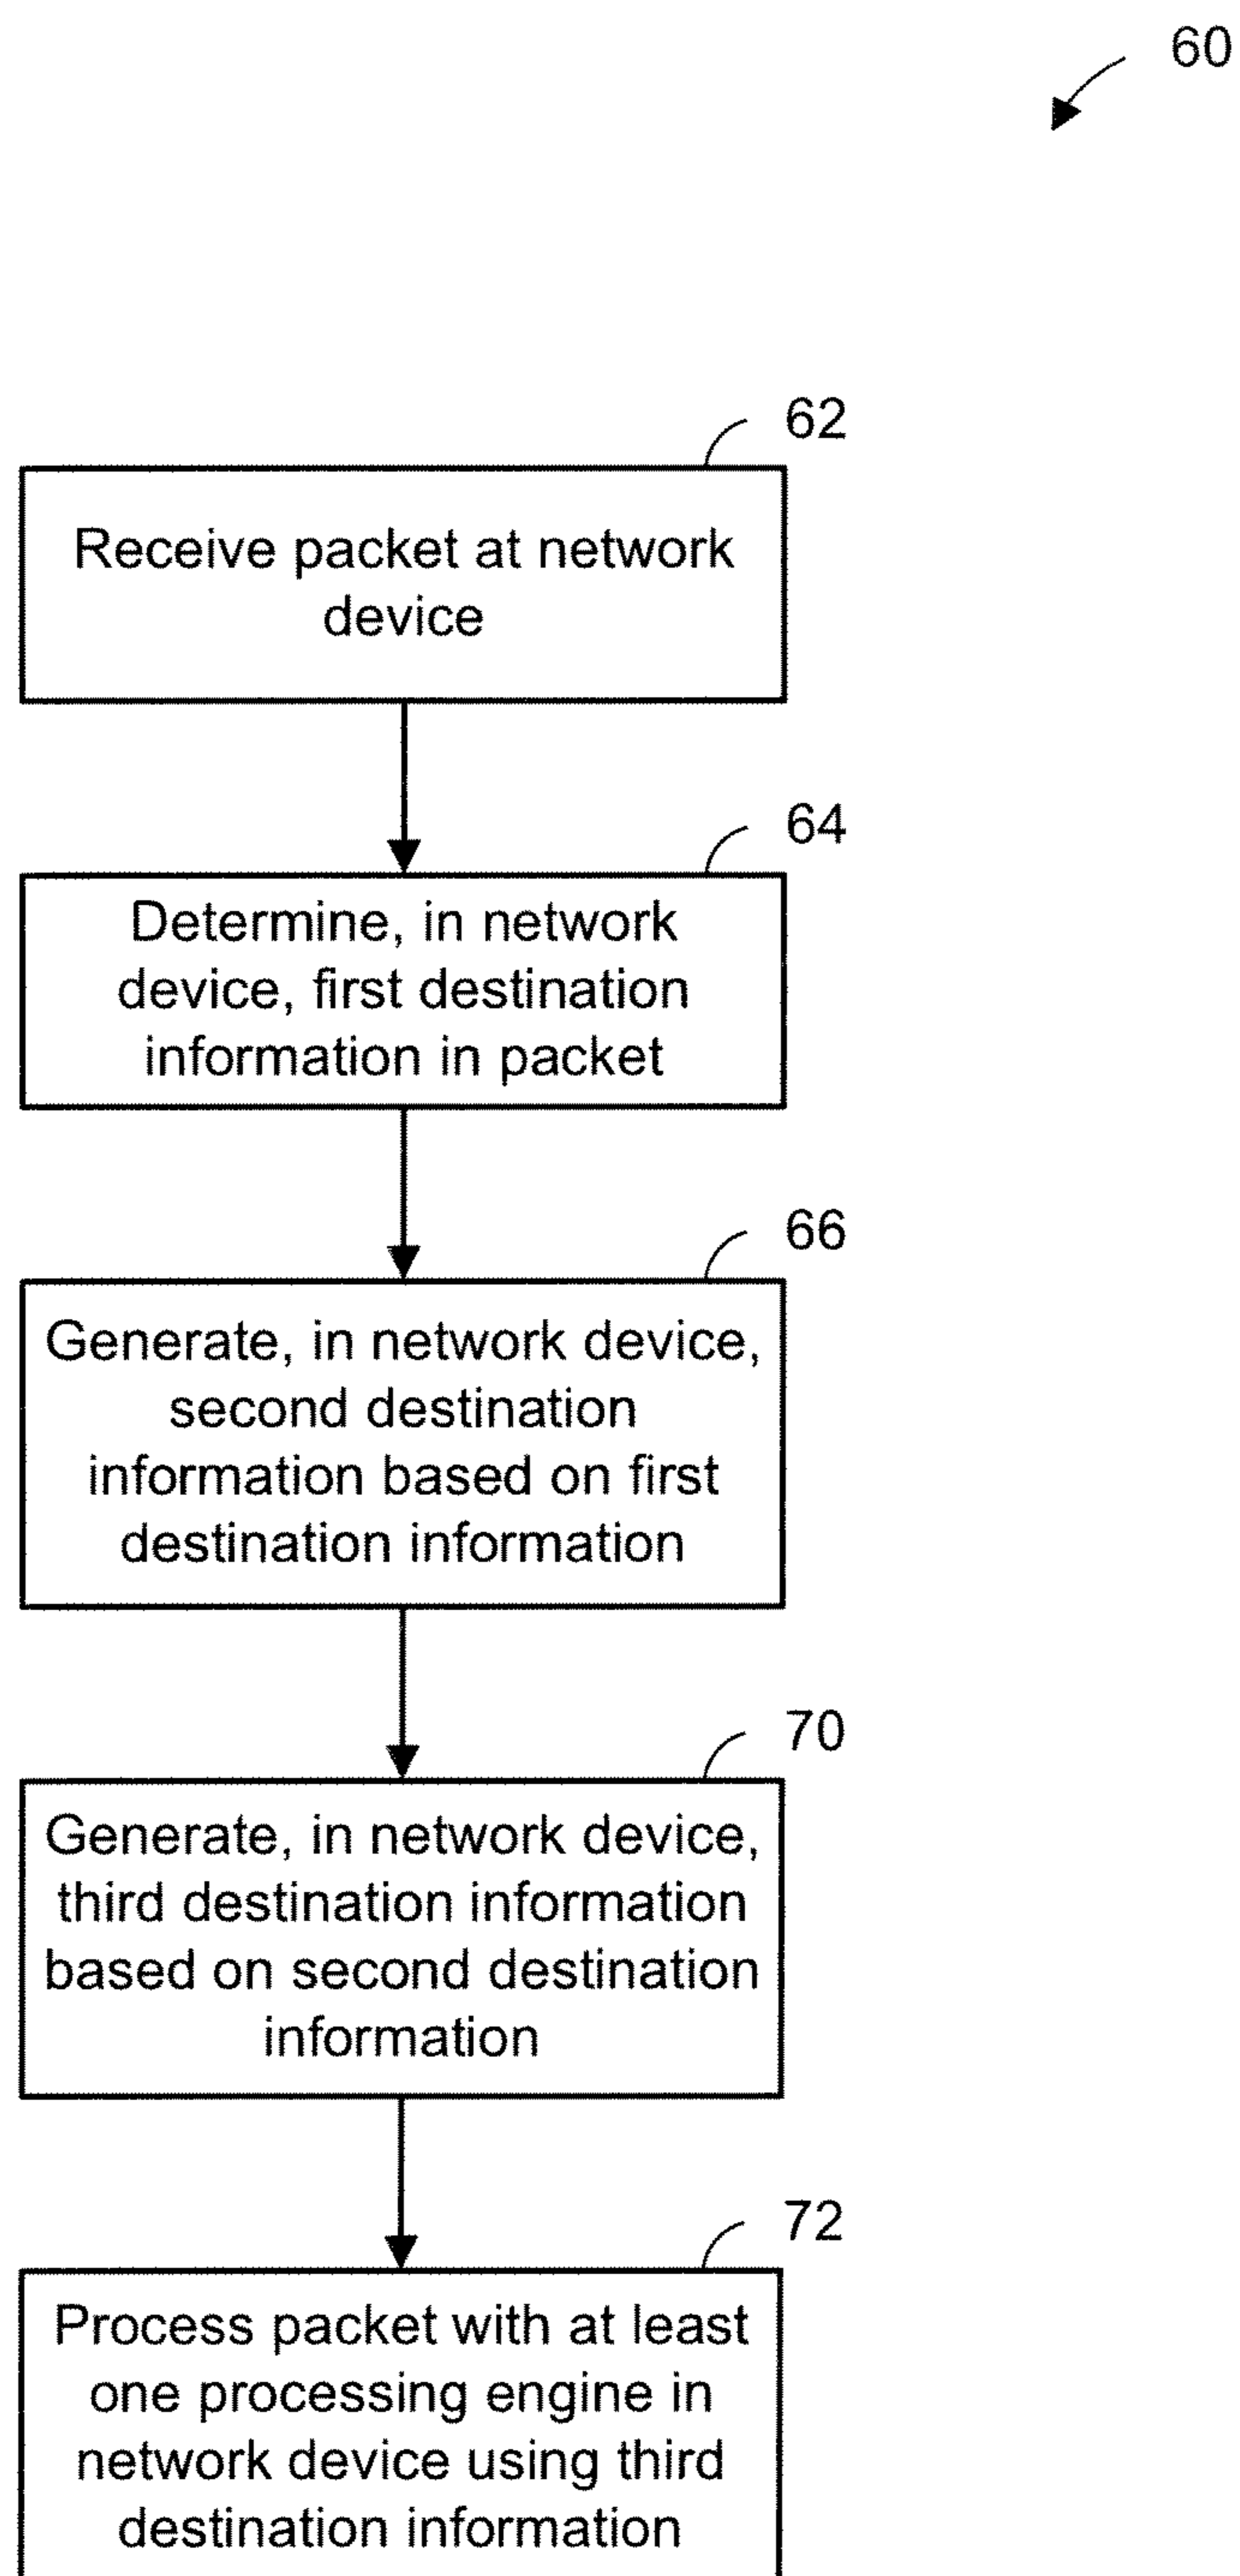 60
62
Receive packet at network
device
64
Determine, in network
device, first destination
information in packet
66
Generate, in network device,
second destination
information based on first
destination information
70
Generate, in network device,
third destination information
based on second destination
information
72
Process packet with at least
one processing engine in
network device using third
destination information